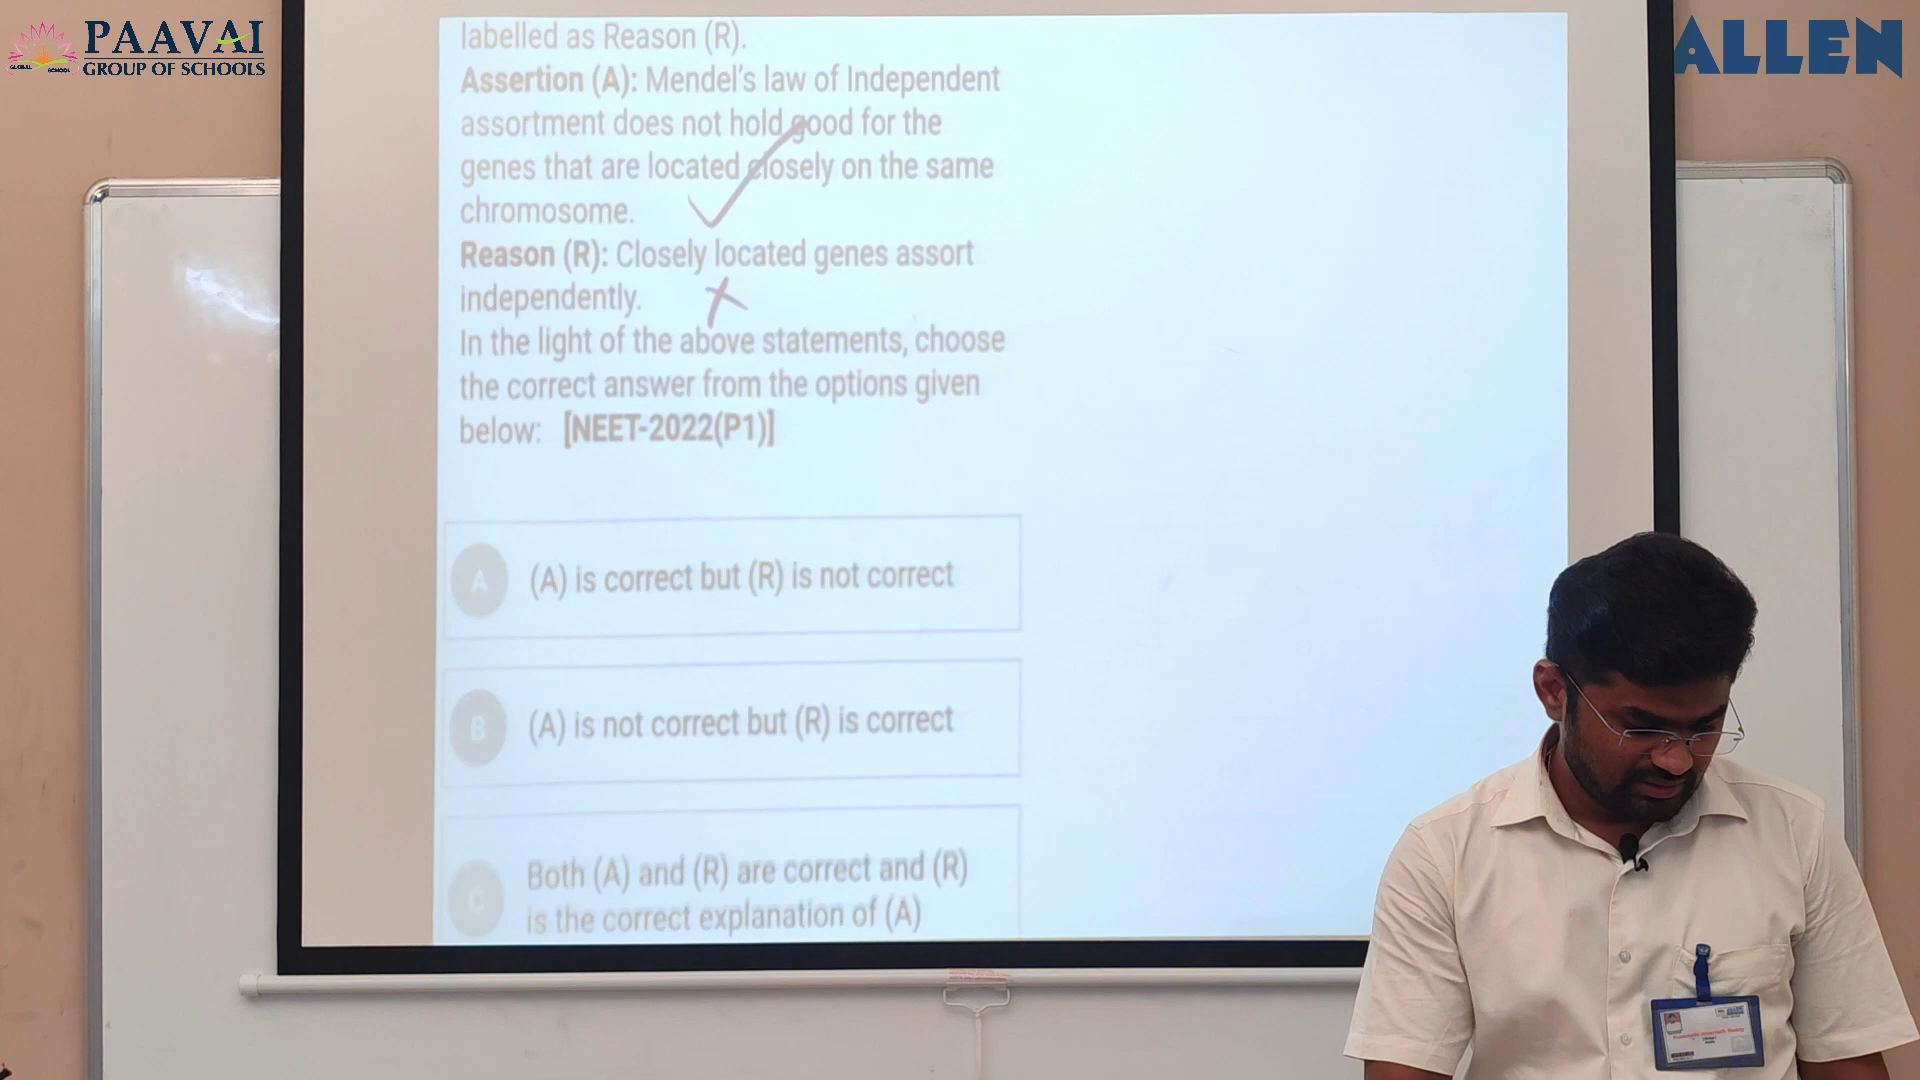 PAAVAI
GLOBAL SCHOOL
GROUP OF SCHOOLS
ALLEN
labelled as Reason (R).
Assertion (A): Mendel's law of Independent
assortment does not hold good for the
genes that are located closely on the same
chromosome.
Reason (R): Closely located genes assort
independently.
In the light of the above statements, choose
the correct answer from the options given
below: [NEET-2022(P1)]
A (A) is correct but (R) is not correct
B (A) is not correct but (R) is correct
C Both (A) and (R) are correct and (R)
is the correct explanation of (A)
ALLEN